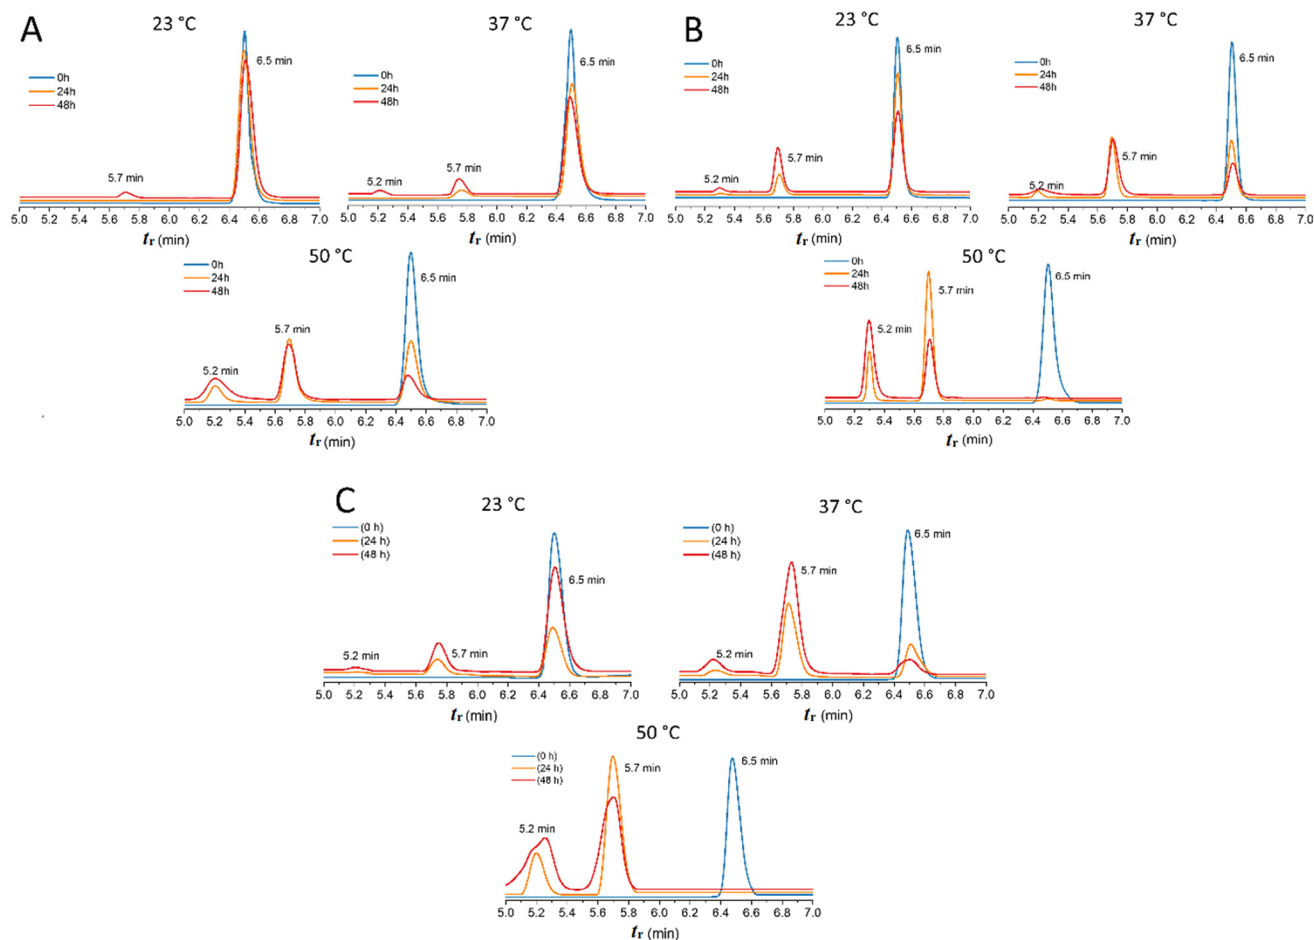 A
23 °C
0h
24h
48h
6.5 min
5.7 min
5.0 5.2 5.4 5.6 5.8 6.0 6.2 6.4 6.6 6.8 7.0
tr (min)
37 °C
0h
24h
48h
6.5 min
5.2 min
5.7 min
5.0 5.2 5.4 5.6 5.8 6.0 6.2 6.4 6.6 6.8 7.0
tr (min)
50 °C
0h
24h
48h
6.5 min
5.7 min
5.2 min
5.0 5.2 5.4 5.6 5.8 6.0 6.2 6.4 6.6 6.8 7.0
tr (min)
B
23 °C
0h
24h
48h
6.5 min
5.7 min
5.2 min
5.0 5.2 5.4 5.6 5.8 6.0 6.2 6.4 6.6 6.8 7.0
tr (min)
37 °C
0h
24h
48h
6.5 min
5.7 min
5.2 min
5.0 5.2 5.4 5.6 5.8 6.0 6.2 6.4 6.6 6.8 7.0
tr (min)
50 °C
0h
24h
48h
6.5 min
5.7 min
5.2 min
5.0 5.2 5.4 5.6 5.8 6.0 6.2 6.4 6.6 6.8 7.0
tr (min)
C
23 °C
(0 h)
(24 h)
(48 h)
6.5 min
5.2 min
5.7 min
5.0 5.2 5.4 5.6 5.8 6.0 6.2 6.4 6.6 6.8 7.0
tr (min)
37 °C
(0 h)
(24 h)
(48 h)
6.5 min
5.7 min
5.2 min
5.0 5.2 5.4 5.6 5.8 6.0 6.2 6.4 6.6 6.8 7.0
tr (min)
50 °C
(0 h)
(24 h)
(48 h)
5.7 min
6.5 min
5.2 min
5.0 5.2 5.4 5.6 5.8 6.0 6.2 6.4 6.6 6.8 7.0
tr (min)